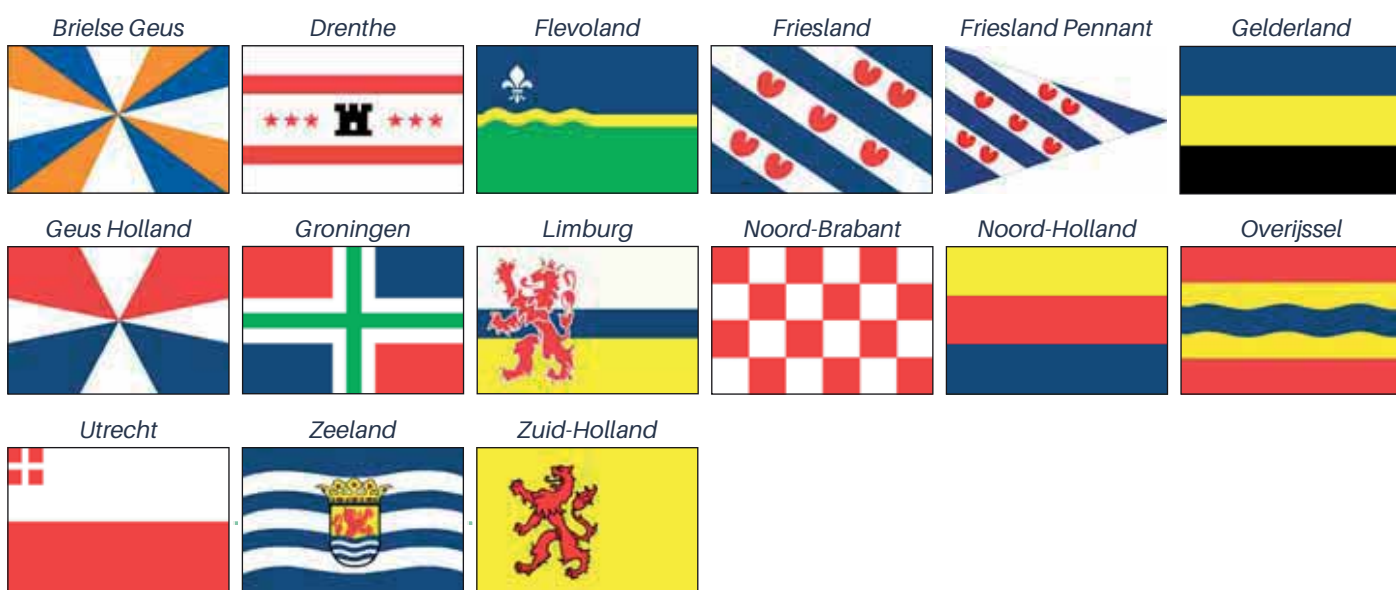 Brielse Geus Drenthe Flevoland Friesland Friesland Pennant Gelderland
Geus Holland Groningen Limburg Noord-Brabant Noord-Holland Overijssel
Utrecht Zeeland Zuid-Holland